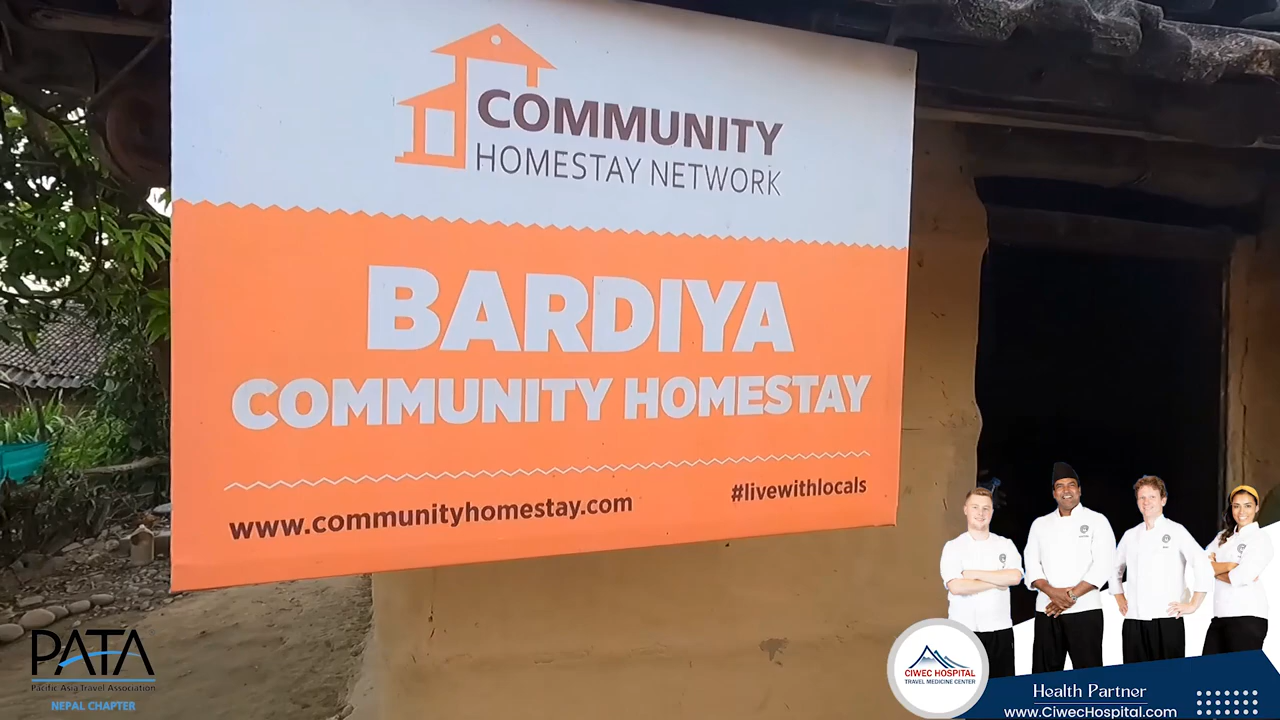 COMMUNITY
HOMESTAY NETWORK
BARDIYA
COMMUNITY HOMESTAY
www.communityhomestay.com
#livewithlocals
PATA
Pacific Asia Travel Association
NEPAL CHAPTER
CIWEC HOSPITAL
TRAVEL MEDICINE CENTER
Health Partner
www.CiwecHospital.com